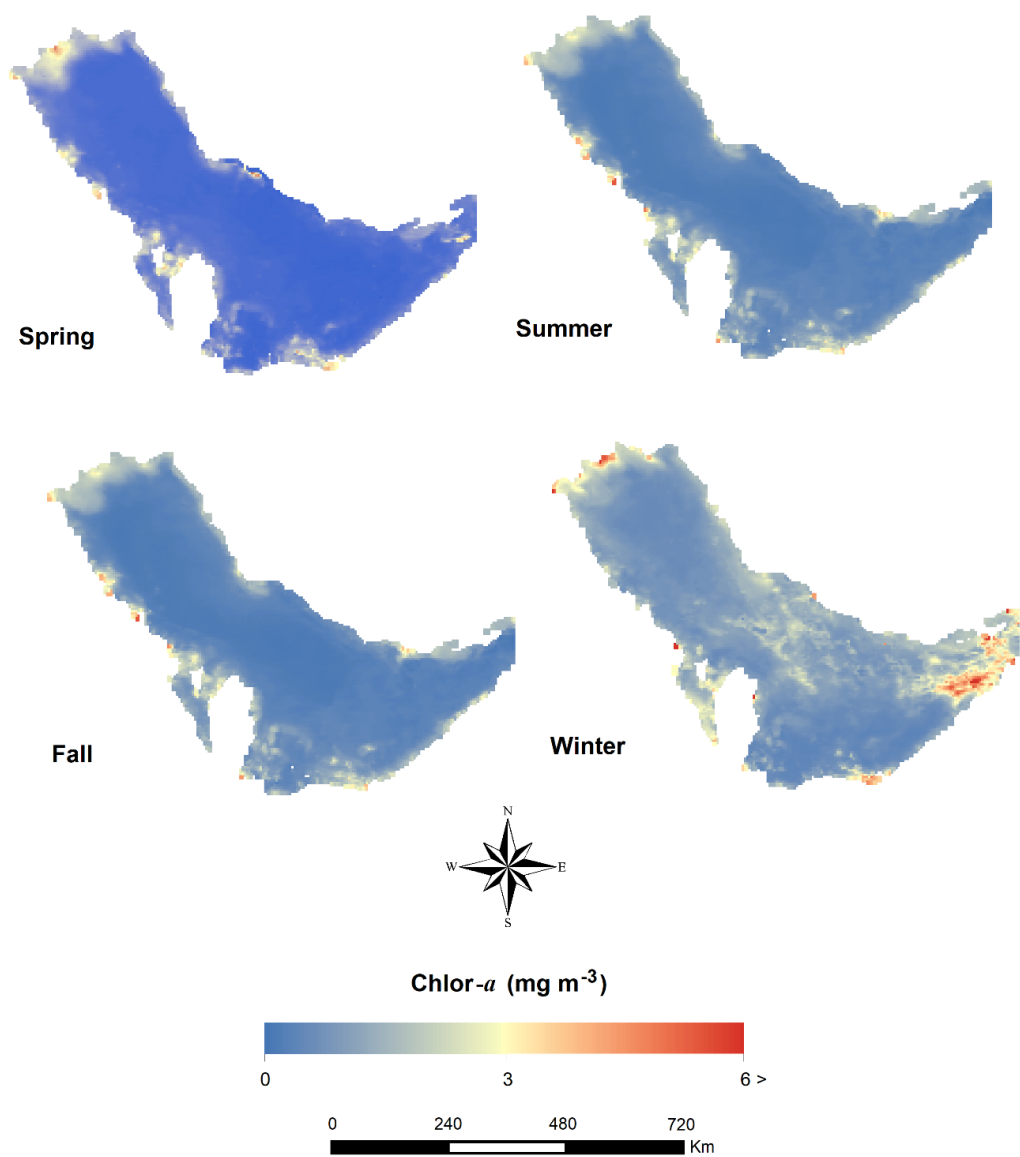 Spring
Summer
Fall
Winter
N
W E
S
Chlor-a (mg m-3)
0 3 6 >
0 240 480 720
Km